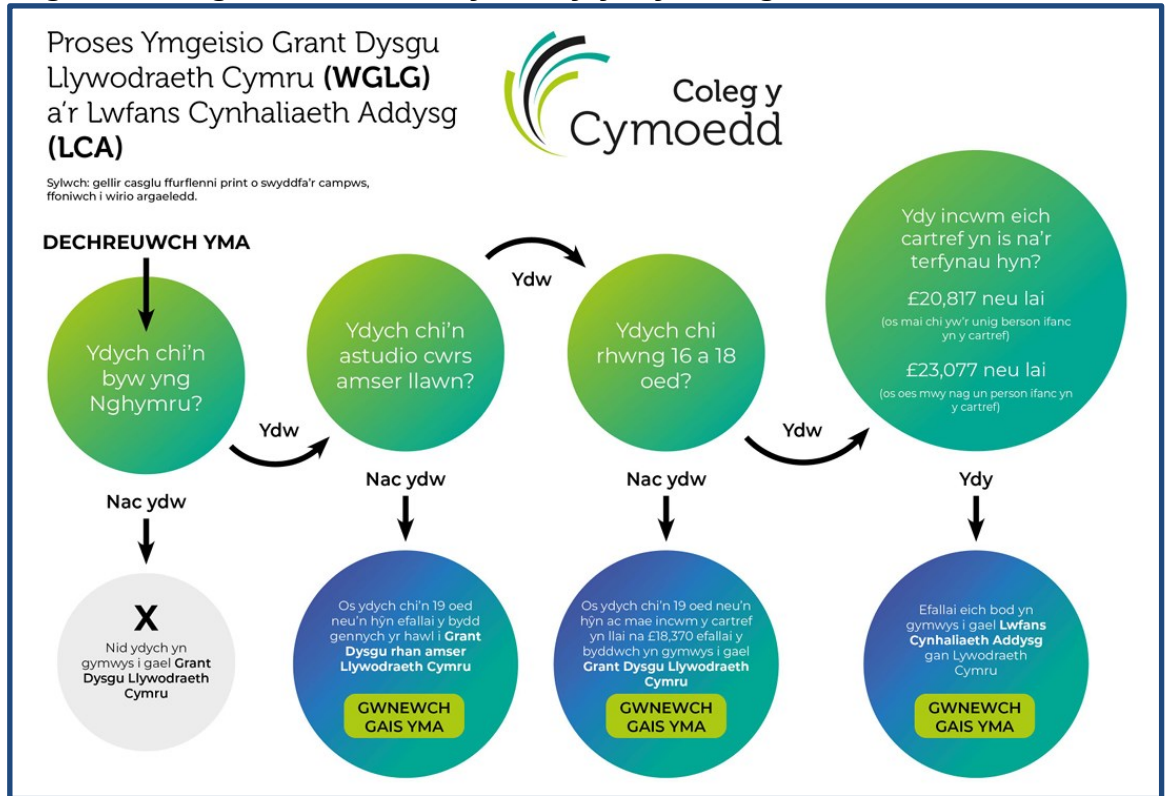 Proses Ymgeisio Grant Dysgu
Llywodraeth Cymru (WGLG)
a'r Lwfans Cynhaliaeth Addysg
(LCA)
Sylwch: gellir casglu ffurflenni print o swyddfa'r campws,
ffoniwch i wirio argaeledd.
Coleg y
Cymoedd
DECHREUWCH YMA
Ydych chi'n
byw yng
Nghymru?
Ydw
Nac ydw
X
Nid ydych yn
gymwys i gael Grant
Dysgu Llywodraeth
Cymru
Ydych chi'n
astudio cwrs
amser llawn?
Ydw
Nac ydw
Os ydych chi'n 19 oed
neu'n hŷn efallai y bydd
gennych yr hawl i Grant
Dysgu rhan amser
Llywodraeth Cymru
GWNEWCH
GAIS YMA
Ydych chi
rhwng 16 a 18
oed?
Ydw
Nac ydw
Os ydych chi'n 19 oed neu'n
hŷn ac mae incwm y cartref
yn llai na £18,370 efallai y
byddwch yn gymwys i gael
Grant Dysgu Llywodraeth
Cymru
GWNEWCH
GAIS YMA
Ydy incwm eich
cartref yn is na'r
terfynau hyn?
£20,817 neu lai
(os mai chi yw'r unig berson ifanc
yn y cartref)
£23,077 neu lai
(os oes mwy nag un person ifanc yn
y cartref)
Ydy
Efallai eich bod yn
gymwys i gael Lwfans
Cynhaliaeth Addysg
gan Lywodraeth
Cymru
GWNEWCH
GAIS YMA